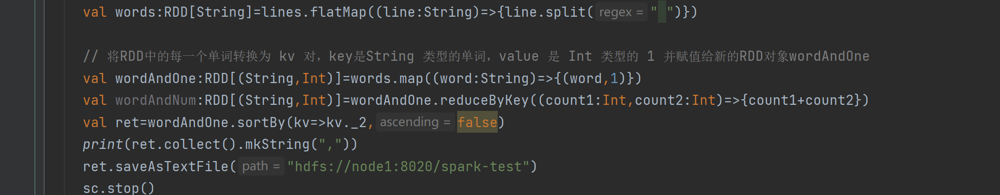 val words:RDD[String]=lines.flatMap((line:String)=>{line.split( regex = " ")})
// 将RDD中的每一个单词转换为 kv 对，key是String 类型的单词，value 是 Int 类型的 1 并赋值给新的RDD对象wordAndOne
val wordAndOne:RDD[(String,Int)]=words.map((word:String)=>{(word,1)})
val wordAndNum:RDD[(String,Int)]=wordAndOne.reduceByKey((count1:Int,count2:Int)=>{count1+count2})
val ret=wordAndOne.sortBy(kv=>kv._2, ascending = false)
print(ret.collect().mkString(","))
ret.saveAsTextFile( path = "hdfs://node1:8020/spark-test")
sc.stop()